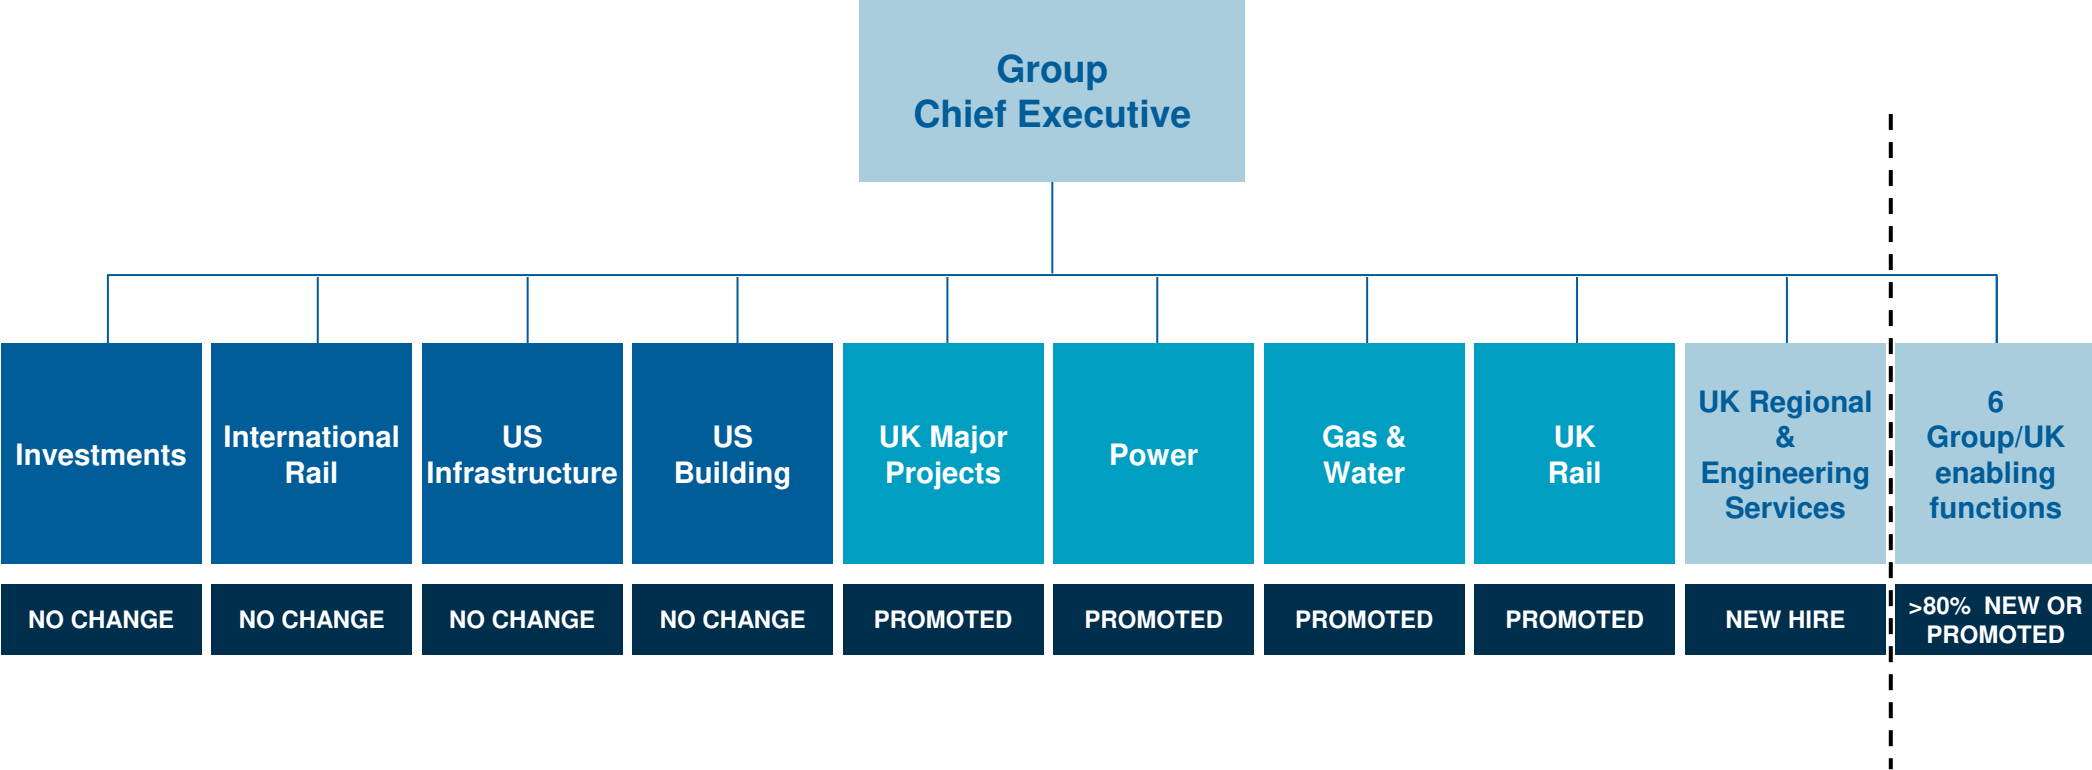 Group
Chief Executive
Investments
International
Rail
US
Infrastructure
US
Building
UK Major
Projects
Power
Gas &
Water
UK
Rail
UK Regional
&
Engineering
Services
6
Group/UK
enabling
functions
NO CHANGE
NO CHANGE
NO CHANGE
NO CHANGE
PROMOTED
PROMOTED
PROMOTED
PROMOTED
NEW HIRE
>80%  NEW OR
PROMOTED